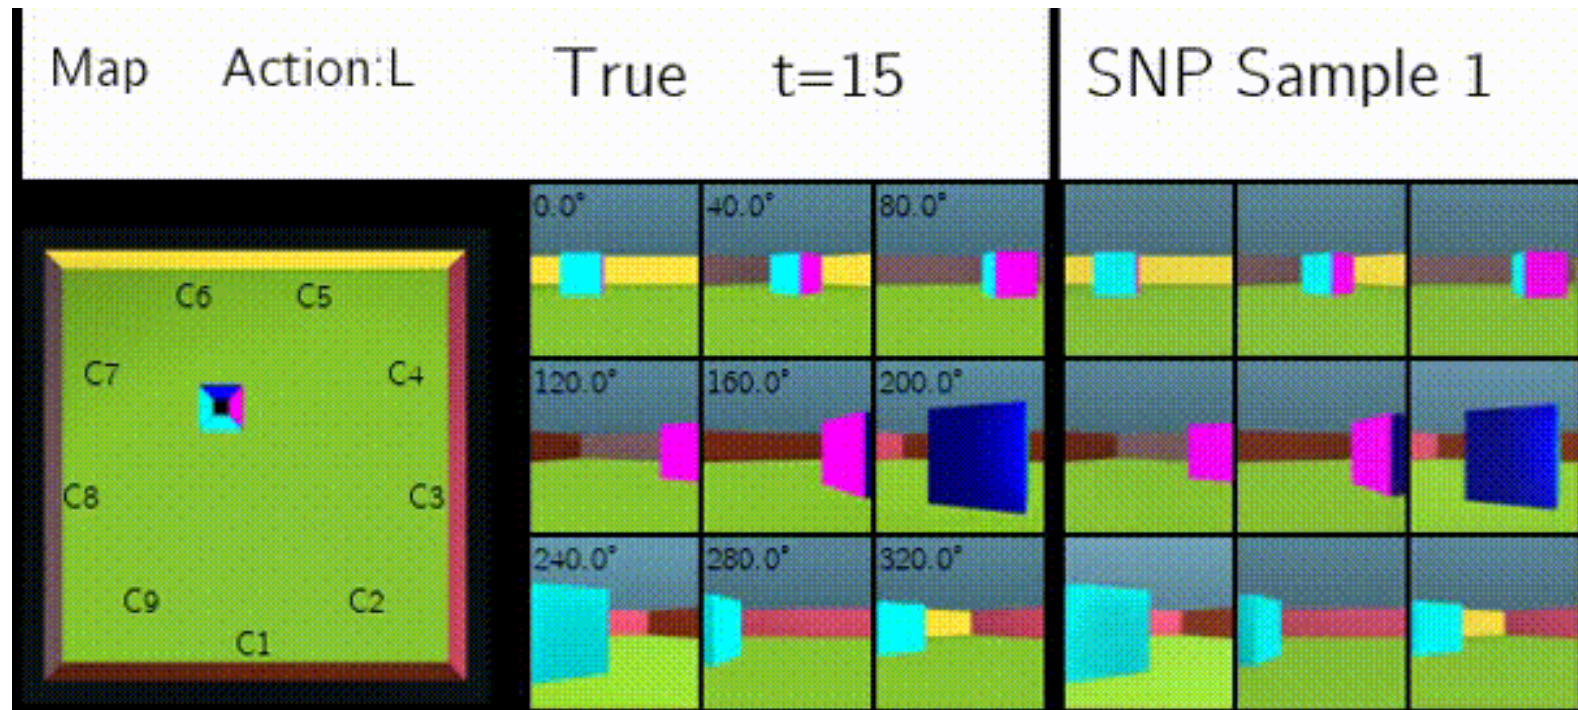 Map Action:L True t=15 SNP Sample 1
0.0° 40.0° 80.0°
C6 C5
C7 C4
120.0° 160.0° 200.0°
C8 C3
240.0° 280.0° 320.0°
C9 C2
C1